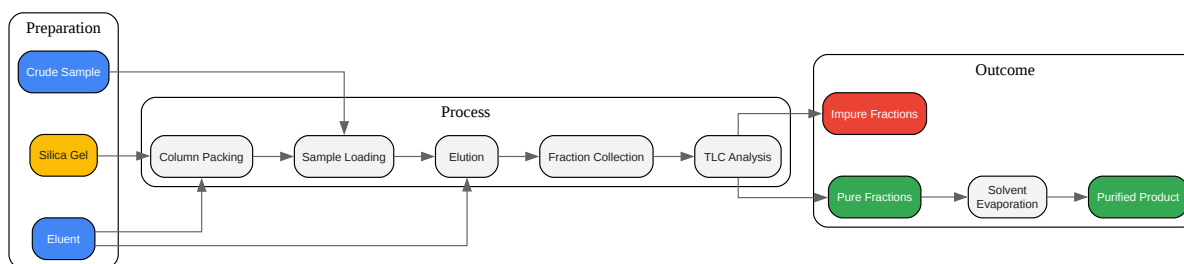 Preparation
Crude Sample
Silica Gel
Eluent
Process
Column Packing
Sample Loading
Elution
Fraction Collection
TLC Analysis
Outcome
Impure Fractions
Pure Fractions
Solvent
Evaporation
Purified Product